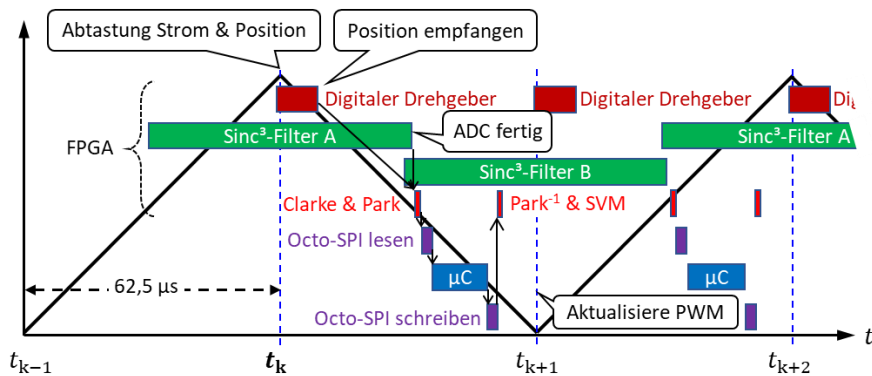 Abtastung Strom & Position
Position empfangen
Digitaler Drehgeber
Digitaler Drehgeber
Sinc³-Filter A
ADC fertig
Sinc³-Filter A
FPGA
Sinc³-Filter B
Clarke & Park
Park⁻¹ & SVM
Octo-SPI lesen
µC
µC
62,5 µs
Aktualisiere PWM
Octo-SPI schreiben
t
tₖ₋₁
tₖ
tₖ₊₁
tₖ₊₂